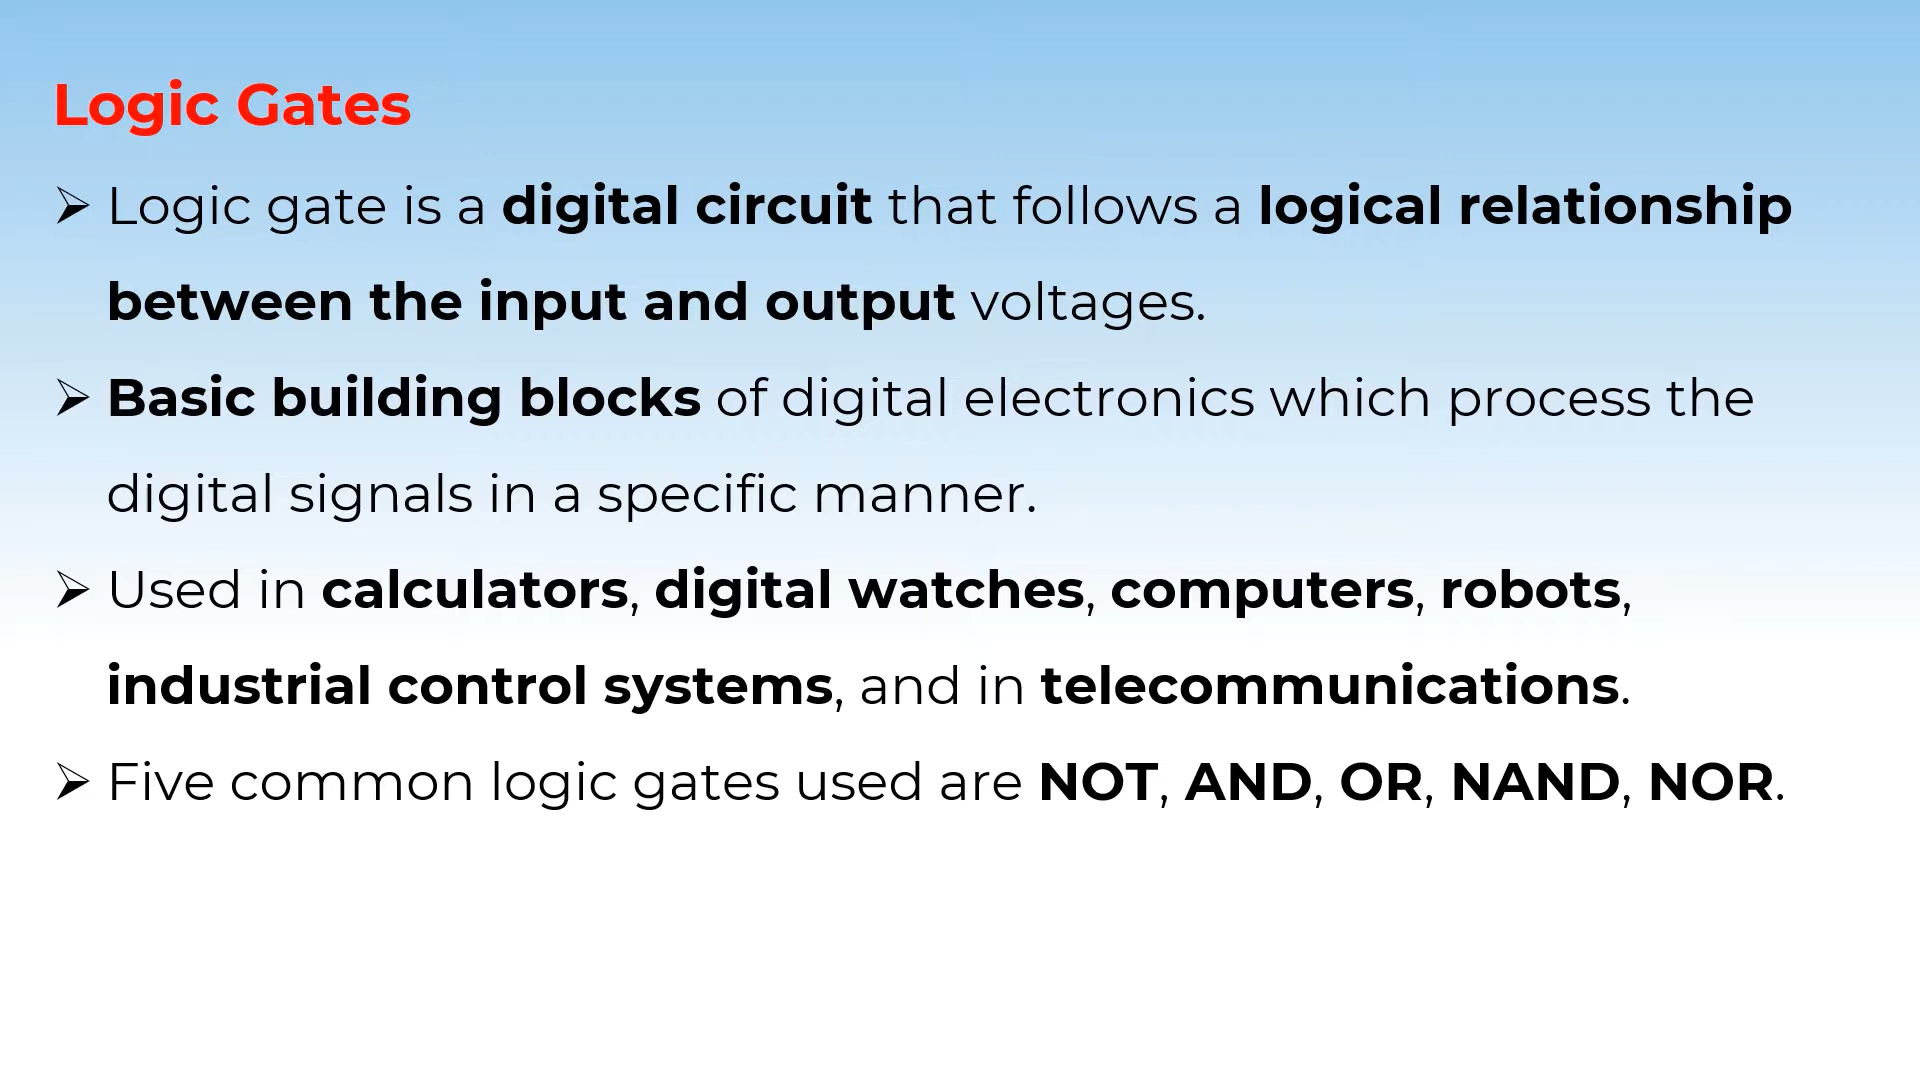 Logic Gates
➢ Logic gate is a digital circuit that follows a logical relationship
between the input and output voltages.
➢ Basic building blocks of digital electronics which process the
digital signals in a specific manner.
➢ Used in calculators, digital watches, computers, robots,
industrial control systems, and in telecommunications.
➢ Five common logic gates used are NOT, AND, OR, NAND, NOR.